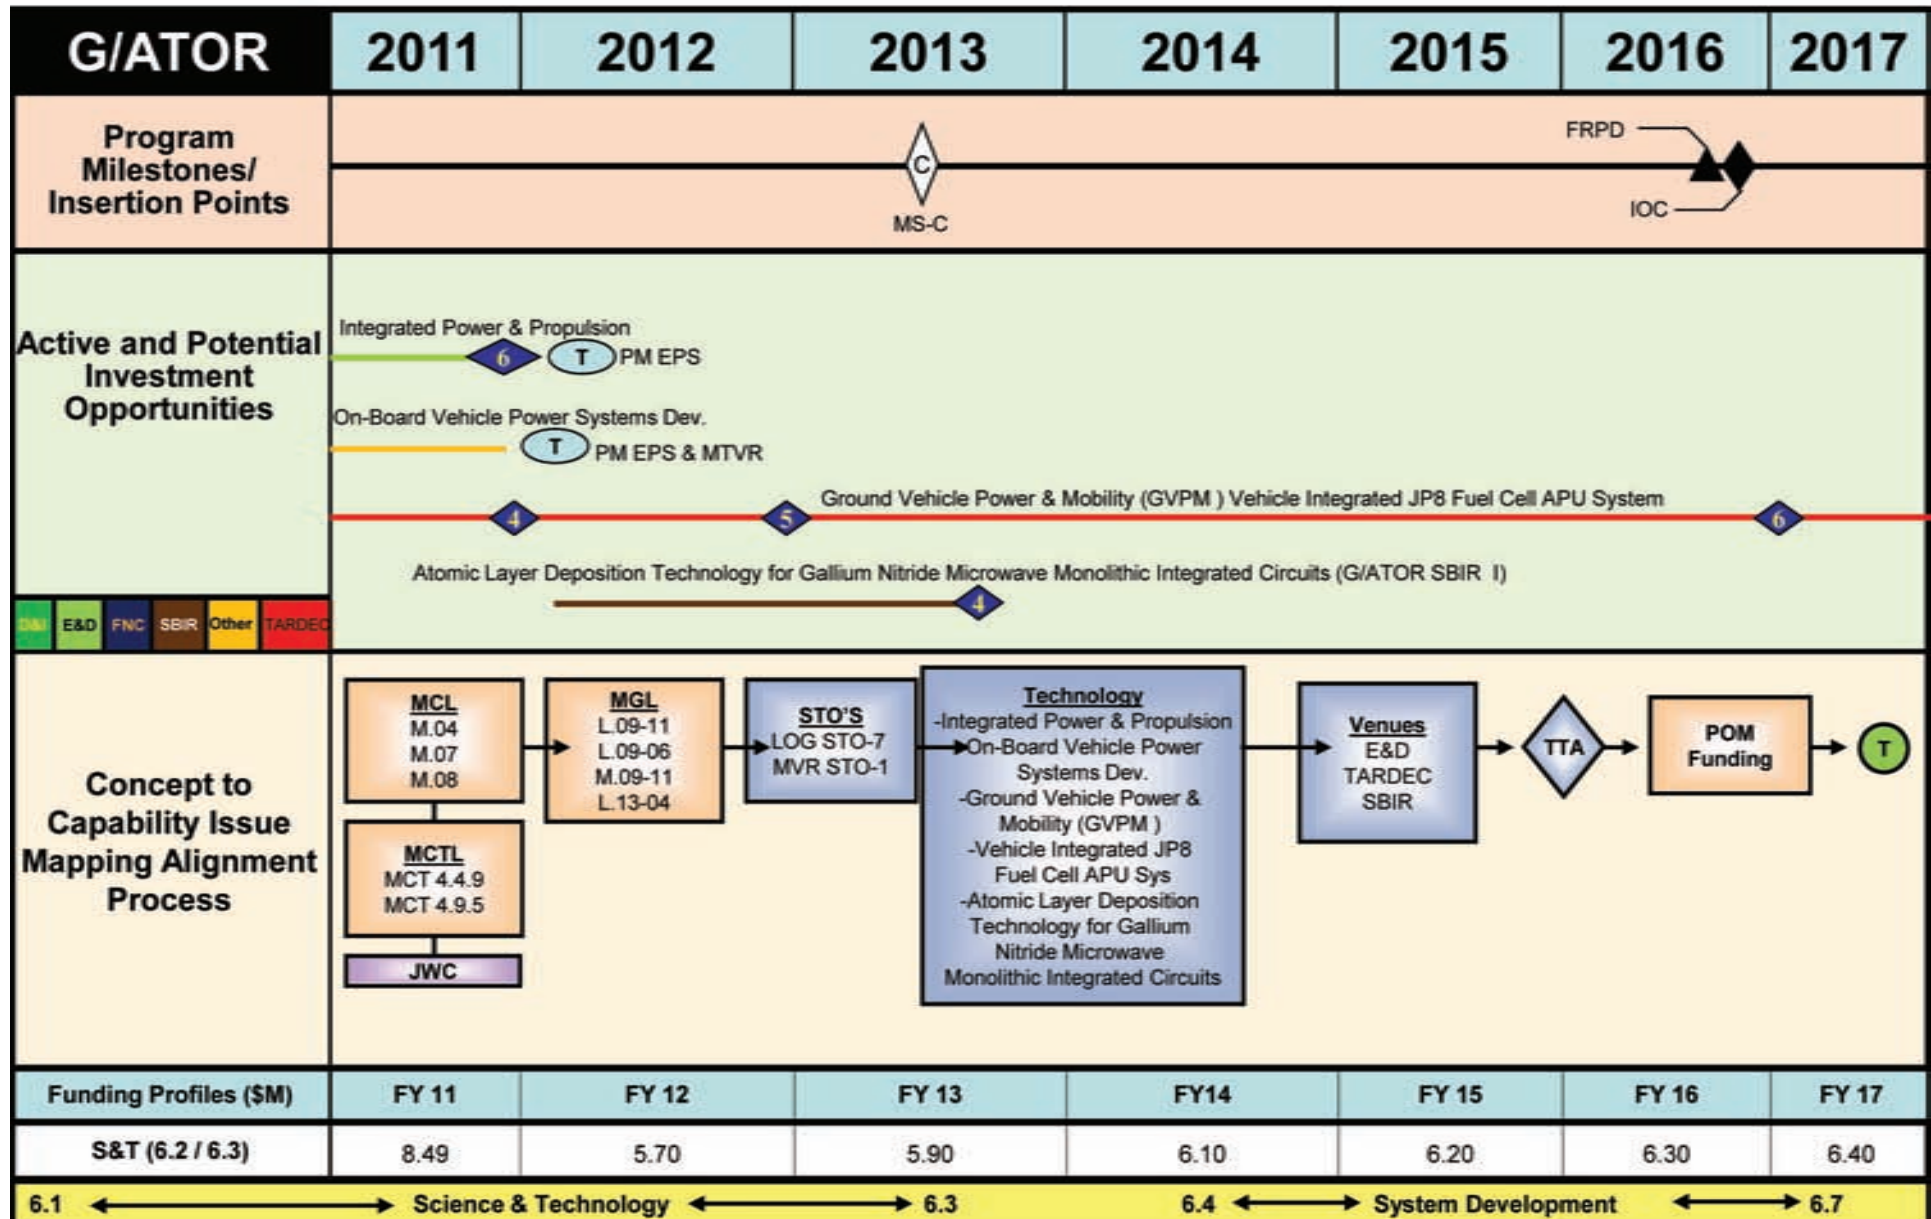 G/ATOR 2011 2012 2013 2014 2015 2016 2017
Program
Milestones/
Insertion Points
C
MS-C
FRPD
IOC
Active and Potential
Investment
Opportunities
Integrated Power & Propulsion
6 T PM EPS
On-Board Vehicle Power Systems Dev.
T PM EPS & MTVR
Ground Vehicle Power & Mobility (GVPM ) Vehicle Integrated JP8 Fuel Cell APU System
4 5 6
Atomic Layer Deposition Technology for Gallium Nitride Microwave Monolithic Integrated Circuits (G/ATOR SBIR I)
4
D&I E&D FNC SBIR Other TARDEC
Concept to
Capability Issue
Mapping Alignment
Process
MCL
M.04
M.07
M.08
MCTL
MCT 4.4.9
MCT 4.9.5
JWC
MGL
L.09-11
L.09-06
M.09-11
L.13-04
STO'S
LOG STO-7
MVR STO-1
Technology
-Integrated Power & Propulsion
-On-Board Vehicle Power
Systems Dev.
-Ground Vehicle Power &
Mobility (GVPM )
-Vehicle Integrated JP8
Fuel Cell APU Sys
-Atomic Layer Deposition
Technology for Gallium
Nitride Microwave
Monolithic Integrated Circuits
Venues
E&D
TARDEC
SBIR
TTA
POM
Funding
T
Funding Profiles ($M) FY 11 FY 12 FY 13 FY14 FY 15 FY 16 FY 17
S&T (6.2 / 6.3) 8.49 5.70 5.90 6.10 6.20 6.30 6.40
6.1 Science & Technology 6.3 6.4 System Development 6.7